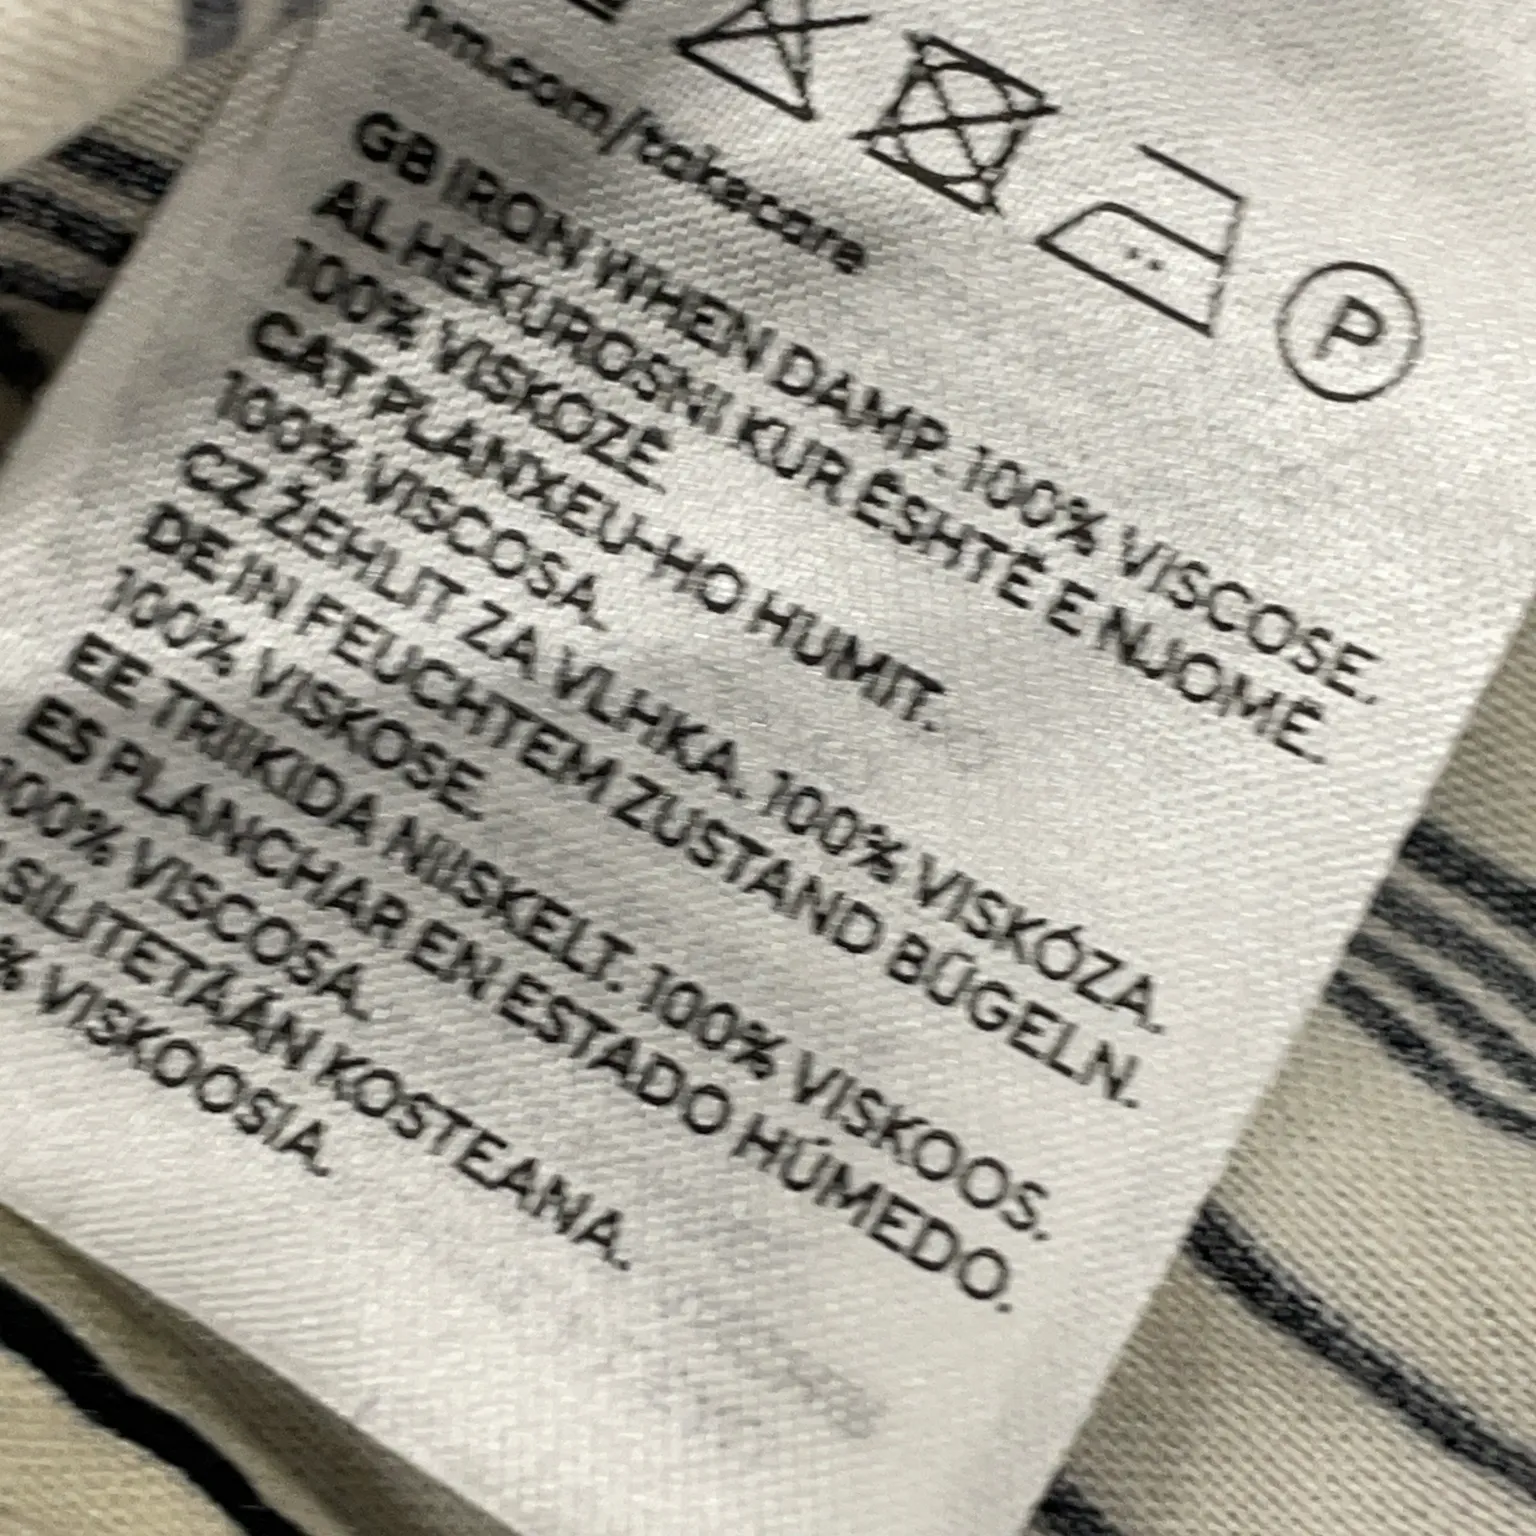 hm.com/takecare
P
GB IRON WHEN DAMP. 100% VISCOSE.
AL HEKUROSNI KUR ËSHTË E NJOMË.
100% VISKOZË.
CAT PLANXEU-HO HUMIT.
100% VISCOSA.
CZ ŽEHLIT ZA VLHKA. 100% VISKÓZA.
DE IN FEUCHTEM ZUSTAND BÜGELN.
100% VISKOSE.
EE TRIIKIDA NIISKELT. 100% VISKOOS.
ES PLANCHAR EN ESTADO HÚMEDO.
100% VISCOSA.
SILITETÄÄN KOSTEANA.
% VISKOOSIA.